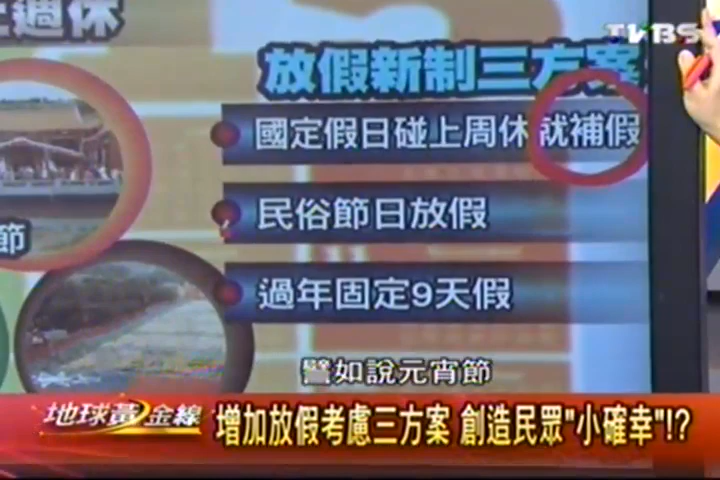 上週休
TVBS
放假新制三方案
國定假日碰上周休就補假
民俗節日放假
節
過年固定9天假
譬如說元宵節
地球黃金線
增加放假考慮三方案 創造民眾"小確幸"!?